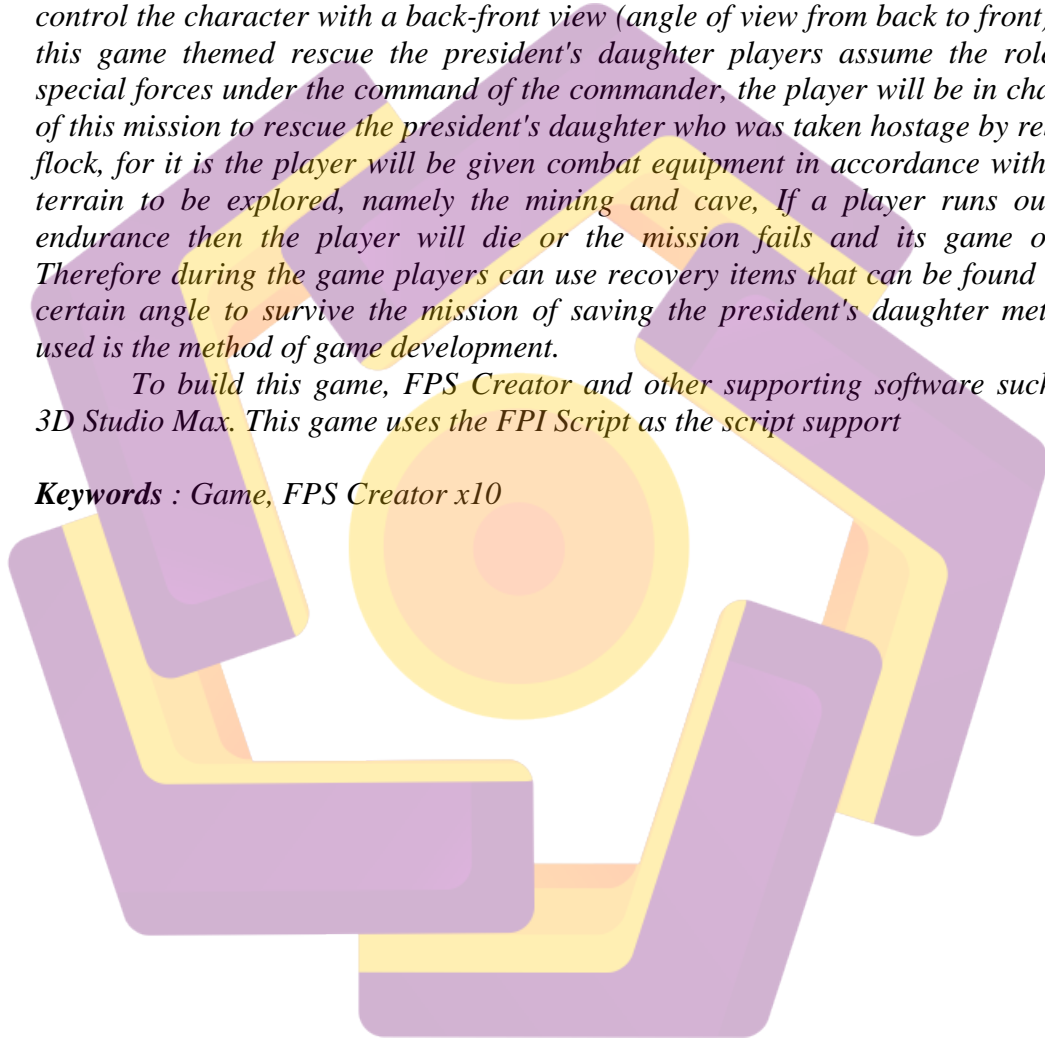 control the character with a back-front view (angle of view from back to front)
this game themed rescue the president's daughter players assume the role
special forces under the command of the commander, the player will be in cha
of this mission to rescue the president's daughter who was taken hostage by re
flock, for it is the player will be given combat equipment in accordance with
terrain to be explored, namely the mining and cave, If a player runs ou
endurance then the player will die or the mission fails and its game o
Therefore during the game players can use recovery items that can be found
certain angle to survive the mission of saving the president's daughter met
used is the method of game development.
To build this game, FPS Creator and other supporting software such
3D Studio Max. This game uses the FPI Script as the script support
Keywords : Game, FPS Creator x10